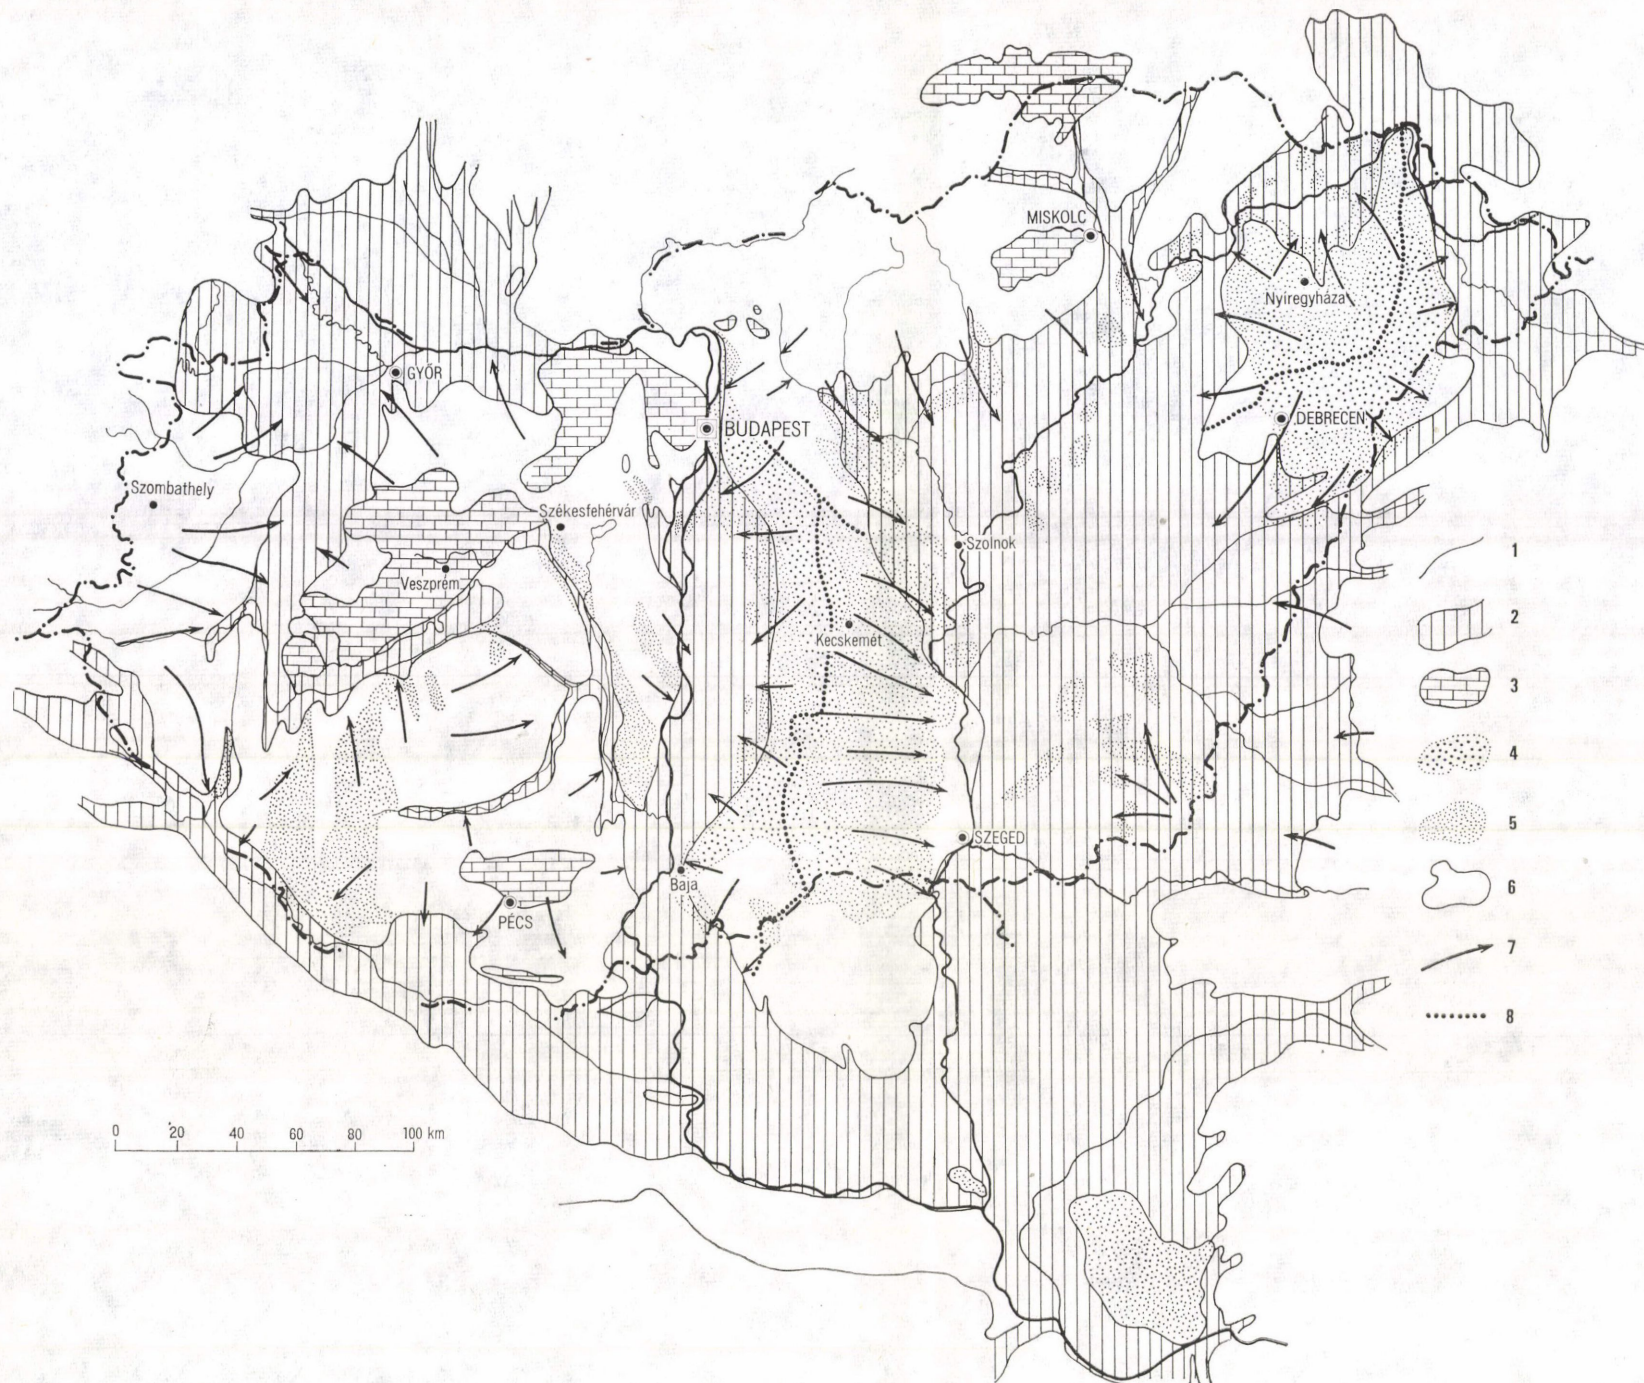 MISKOLC
Nyíregyháza
GYŐR
DEBRECEN
BUDAPEST
Szombathely
Székesfehérvár
Szolnok
Veszprém
Kecskemét
SZEGED
Baja
PÉCS
1
2
3
4
5
6
7
8
0 20 40 60 80 100 km